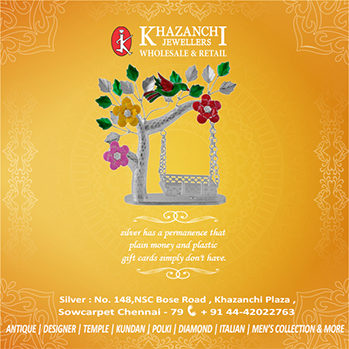 KHAZANCHI
JEWELLERS
WHOLESALE & RETAIL
silver has a permanence that
plain money and plastic
gift cards simply don't have.
Silver : No. 148,NSC Bose Road , Khazanchi Plaza ,
Sowcarpet Chennai - 79 + 91 44-42022763
ANTIQUE | DESIGNER | TEMPLE | KUNDAN | POLKI | DIAMOND | ITALIAN | MEN'S COLLECTION & MORE